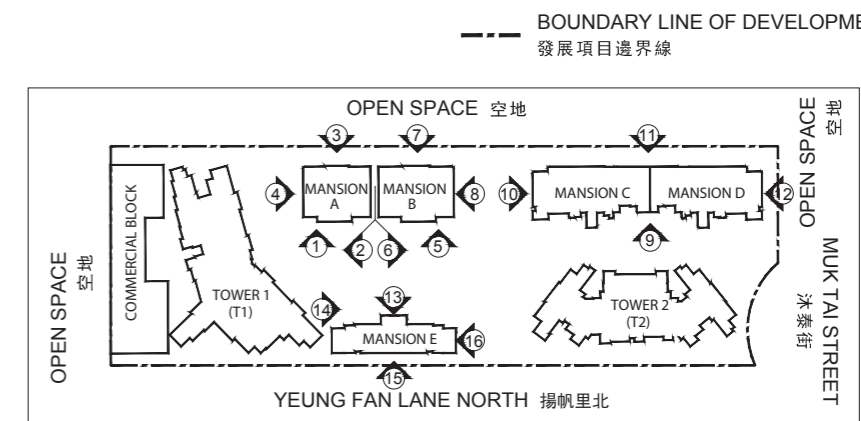 BOUNDARY LINE OF DEVELOPME
發展項目邊界線
OPEN SPACE 空地
3
7
11
OPEN SPACE
空地
4
MANSION
A
MANSION
B
8
10
MANSION C
MANSION D
12
1
2
6
5
9
COMMERCIAL BLOCK
OPEN SPACE
空地
TOWER 1
(T1)
14
13
MANSION E
16
15
TOWER 2
(T2)
MUK TAI STREET
沐泰街
YEUNG FAN LANE NORTH 揚帆里北